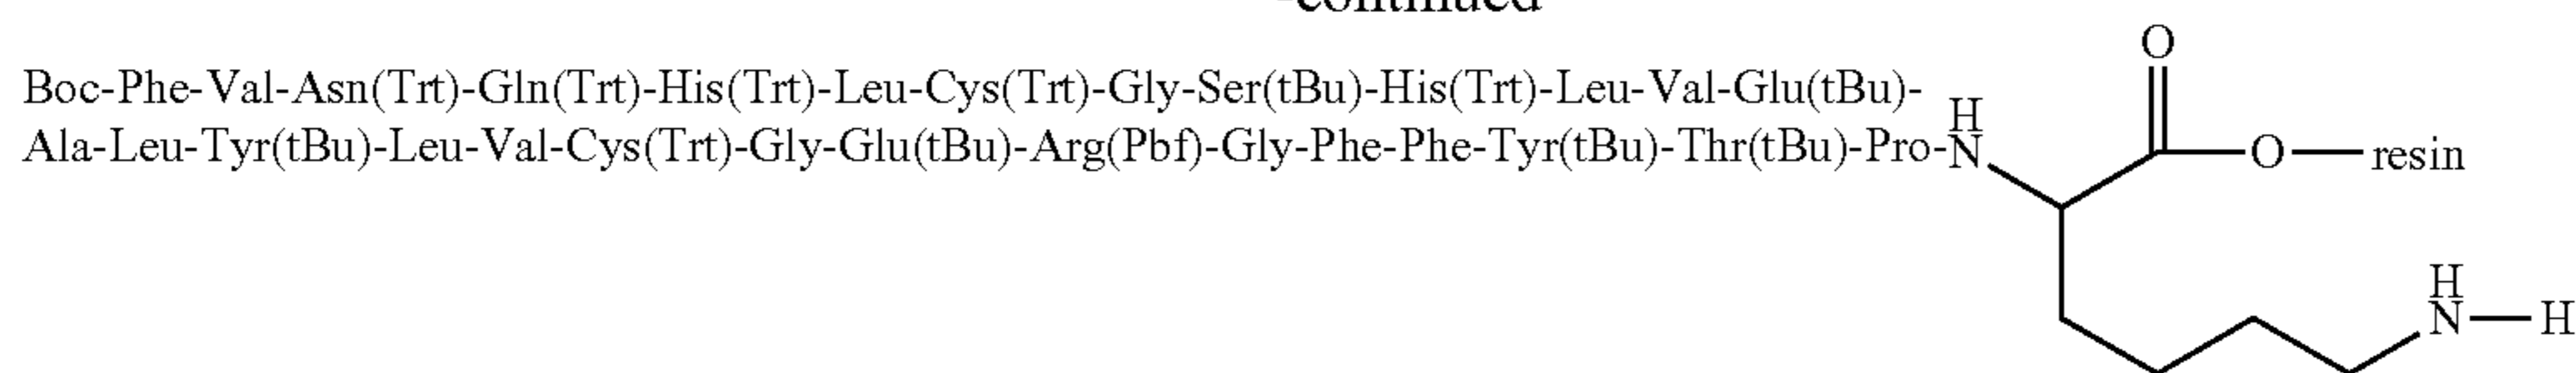 -continued
O
Boc-Phe-Val-Asn(Trt)-Gln(Trt)-His(Trt)-Leu-Cys(Trt)-Gly-Ser(tBu)-His(Trt)-Leu-Val-Glu(tBu)-
Ala-Leu-Tyr(tBu)-Leu-Val-Cys(Trt)-Gly-Glu(tBu)-Arg(Pbf)-Gly-Phe-Phe-Tyr(tBu)-Thr(tBu)-Pro-N
H
O
resin
H
N
H